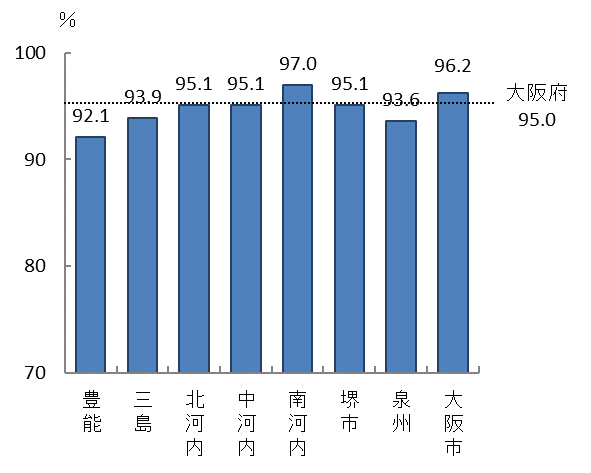 %
100
90
80
70
92.1
93.9
95.1
95.1
97.0
95.1
93.6
96.2
大阪府
95.0
豊能
三島
北河内
中河内
南河内
堺市
泉州
大阪市